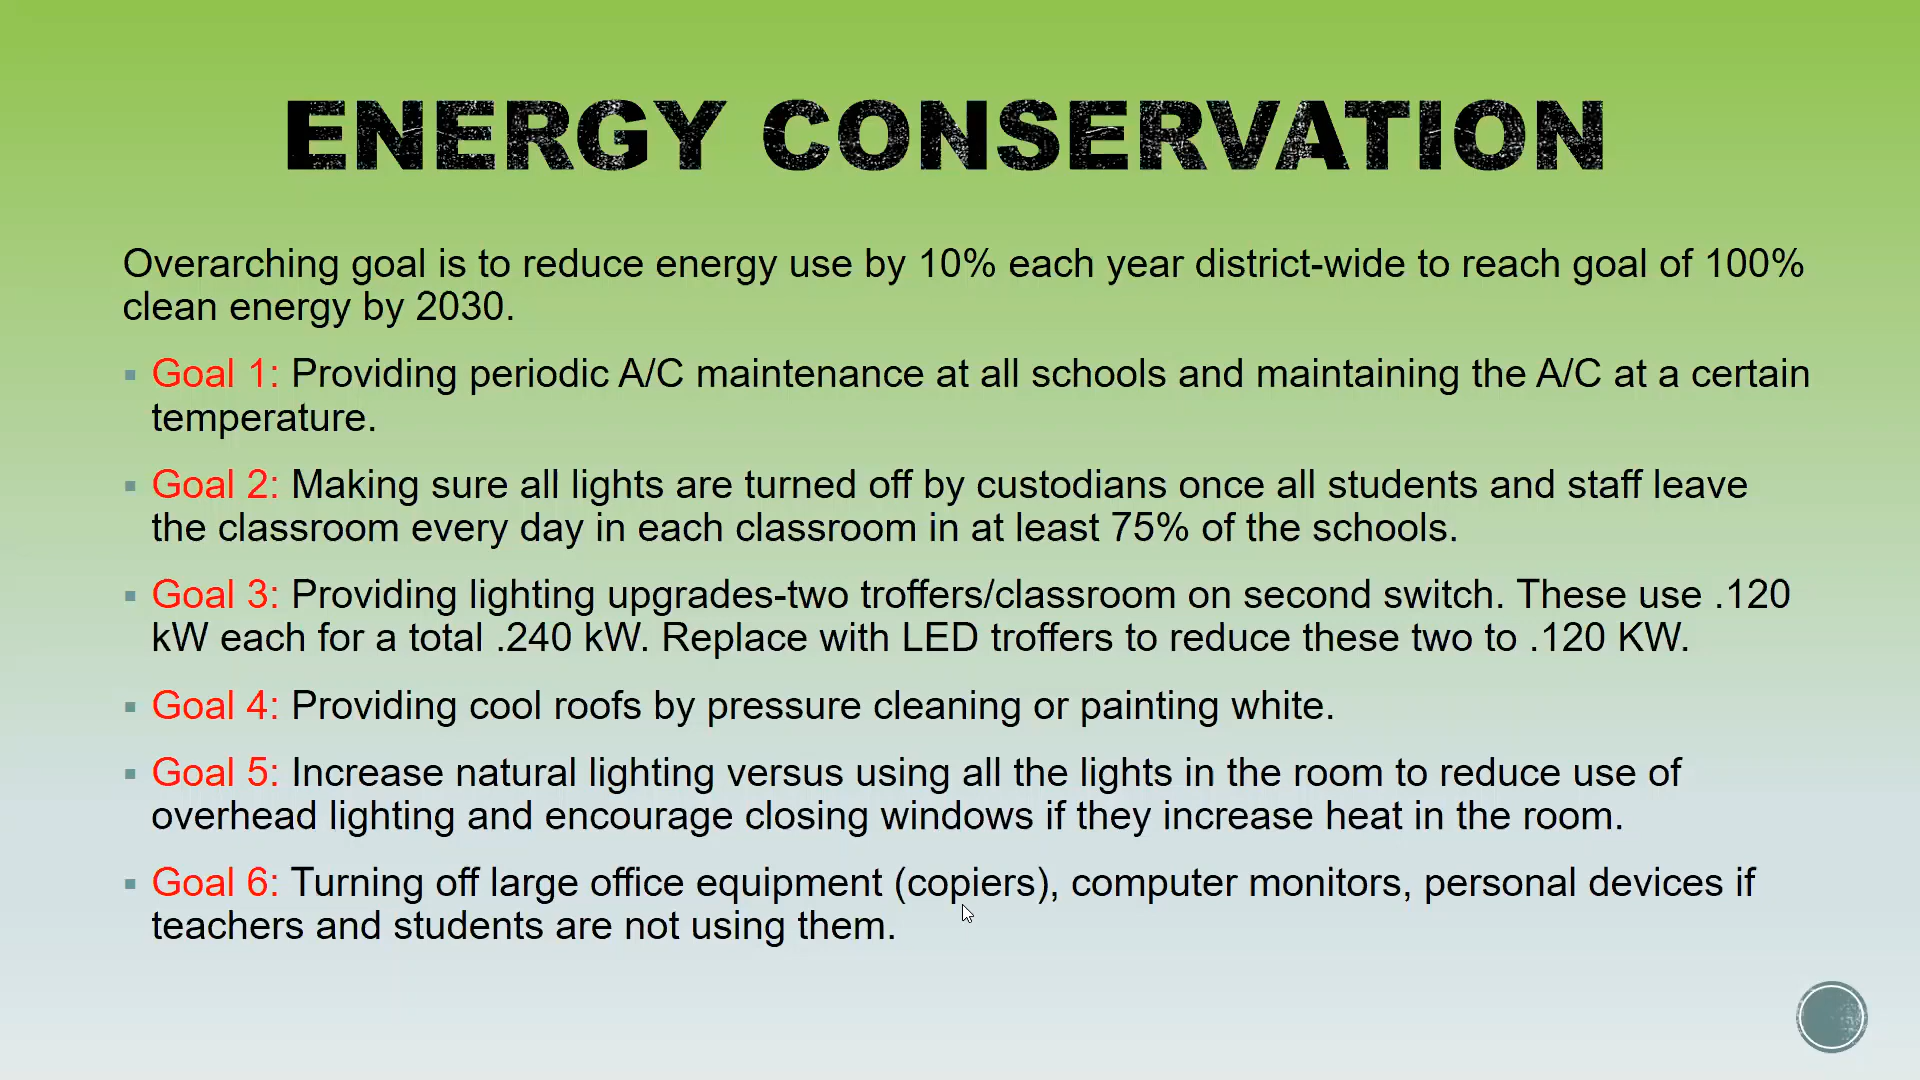 ENERGY CONSERVATION
Overarching goal is to reduce energy use by 10% each year district-wide to reach goal of 100%
clean energy by 2030.
▪ Goal 1: Providing periodic A/C maintenance at all schools and maintaining the A/C at a certain
temperature.
▪ Goal 2: Making sure all lights are turned off by custodians once all students and staff leave
the classroom every day in each classroom in at least 75% of the schools.
▪ Goal 3: Providing lighting upgrades-two troffers/classroom on second switch. These use .120
kW each for a total .240 kW. Replace with LED troffers to reduce these two to .120 KW.
▪ Goal 4: Providing cool roofs by pressure cleaning or painting white.
▪ Goal 5: Increase natural lighting versus using all the lights in the room to reduce use of
overhead lighting and encourage closing windows if they increase heat in the room.
▪ Goal 6: Turning off large office equipment (copiers), computer monitors, personal devices if
teachers and students are not using them.